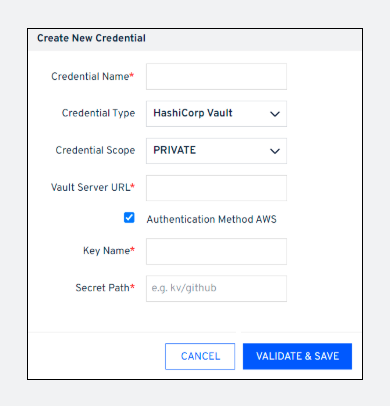 Create New Credential
Credential Name*
Credential Type HashiCorp Vault
Credential Scope PRIVATE
Vault Server URL*
Authentication Method AWS
Key Name*
Secret Path* e.g. kv/github
CANCEL VALIDATE & SAVE